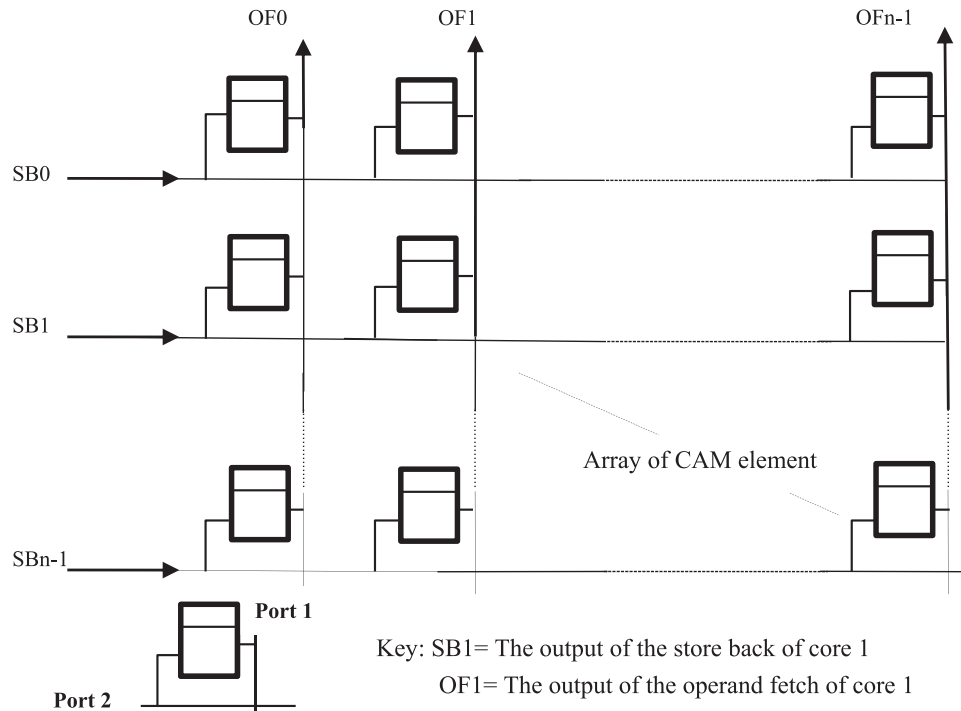 OF0 OF1 OFn-1
SB0
SB1
Array of CAM element
SBn-1
Port 1
Key: SB1= The output of the store back of core 1
OF1= The output of the operand fetch of core 1
Port 2